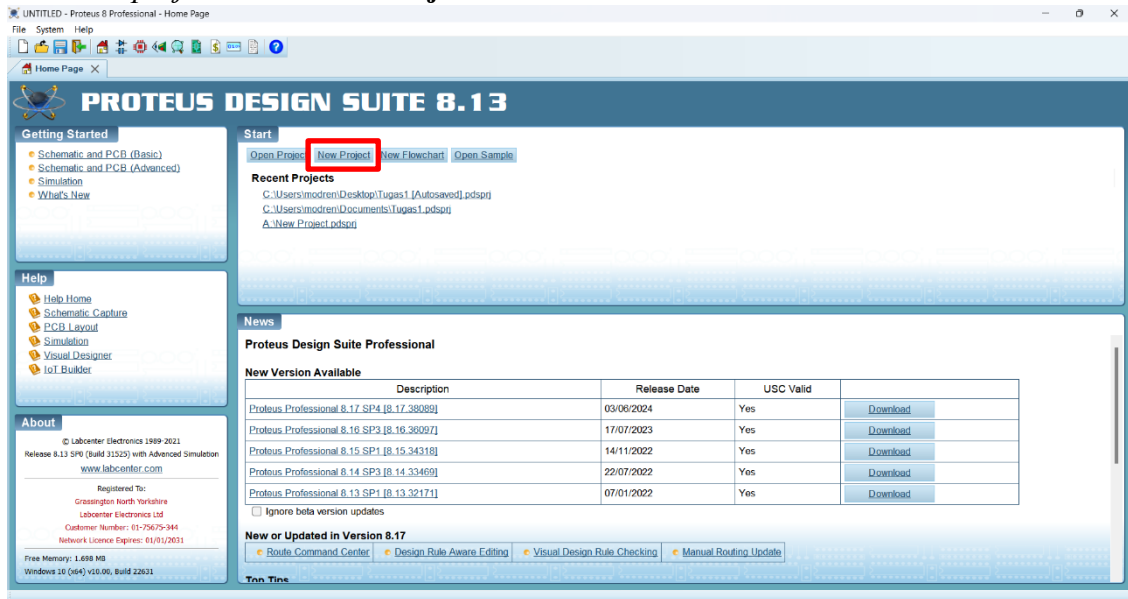 UNTITLED - Proteus 8 Professional - Home Page
File System Help
Home Page
PROTEUS DESIGN SUITE 8.13
Getting Started
Schematic and PCB (Basic)
Schematic and PCB (Advanced)
Simulation
What's New
Start
Open Project New Project New Flowchart Open Sample
Recent Projects
C:\Users\modren\Desktop\Tugas1 [Autosaved].pdsprj
C:\Users\modren\Documents\Tugas1.pdsprj
A:\New Project.pdsprj
Help
Help Home
Schematic Capture
PCB Layout
Simulation
Visual Designer
IoT Builder
News
Proteus Design Suite Professional
New Version Available
Description Release Date USC Valid
Proteus Professional 8.17 SP4 [8.17.38089] 03/06/2024 Yes Download
Proteus Professional 8.16 SP3 [8.16.36097] 17/07/2023 Yes Download
Proteus Professional 8.15 SP1 [8.15.34318] 14/11/2022 Yes Download
Proteus Professional 8.14 SP3 [8.14.33469] 22/07/2022 Yes Download
Proteus Professional 8.13 SP1 [8.13.32171] 07/01/2022 Yes Download
Ignore beta version updates
New or Updated in Version 8.17
Route Command Center Design Rule Aware Editing Visual Design Rule Checking Manual Routing Update
Top Tips
About
© Labcenter Electronics 1989-2021
Release 8.13 SP0 (Build 31525) with Advanced Simulation
www.labcenter.com
Registered To:
Grassington North Yorkshire
Labcenter Electronics Ltd
Customer Number: 01-75675-344
Network Licence Expires: 01/01/2031
Free Memory: 1.698 MB
Windows 10 (x64) v10.00, Build 22631